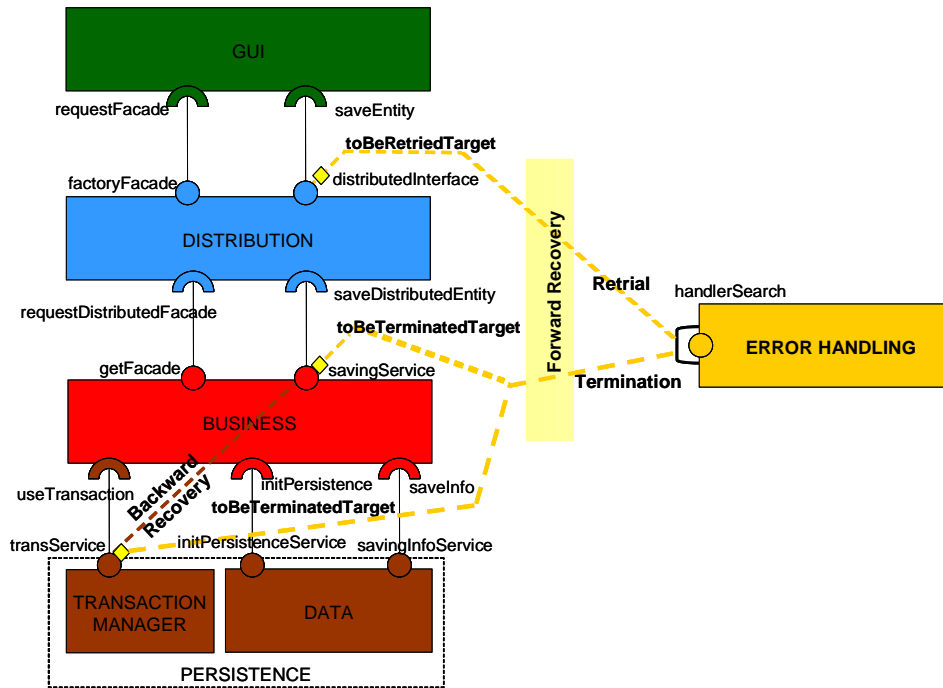 GUI
requestFacade
saveEntity
toBeRetriedTarget
factoryFacade
distributedInterface
DISTRIBUTION
Forward Recovery
Retrial
handlerSearch
requestDistributedFacade
saveDistributedEntity
toBeTerminatedTarget
ERROR HANDLING
getFacade
savingService
Termination
BUSINESS
Backward
Recovery
useTransaction
initPersistence
saveInfo
toBeTerminatedTarget
transService
initPersistenceService
savingInfoService
TRANSACTION
MANAGER
DATA
PERSISTENCE